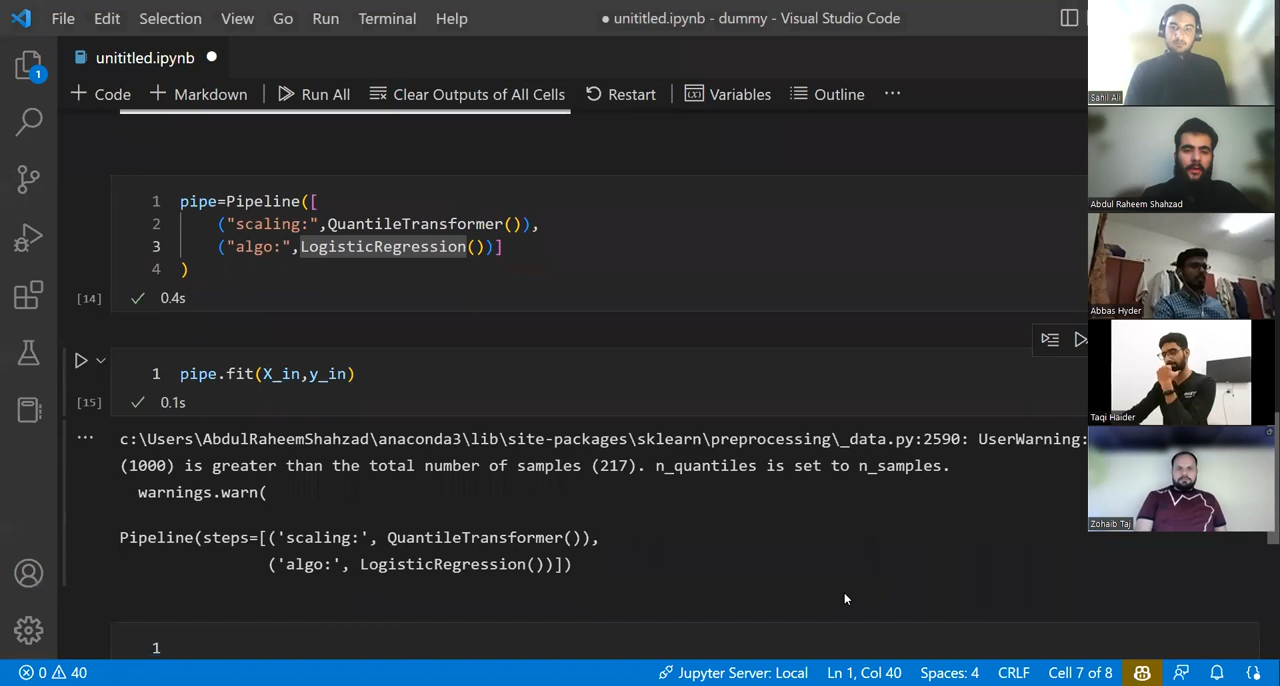 File Edit Selection View Go Run Terminal Help
● unititled.ipynb - dummy - Visual Studio Code
1
unititled.ipynb ●
+ Code + Markdown Run All Clear Outputs of All Cells Restart Variables Outline ...
1 pipe=Pipeline([
2 ("scaling:",QuantileTransformer()),
3 ("algo:",LogisticRegression())]
4 )
[14] ✓ 0.4s
1 pipe.fit(X_in,y_in)
[15] ✓ 0.1s
... c:\Users\AbdulRaheemShahzad\anaconda3\lib\site-packages\sklearn\preprocessing\_data.py:2590: UserWarning:
(1000) is greater than the total number of samples (217). n_quantiles is set to n_samples.
warnings.warn(
Pipeline(steps=[('scaling:', QuantileTransformer()),
('algo:', LogisticRegression())])
1
Sahil Ali
Abdul Raheem Shahzad
Abbas Hyder
Taqi Haider
Zohaib Taj
0 40 Jupyter Server: Local Ln 1, Col 40 Spaces: 4 CRLF Cell 7 of 8